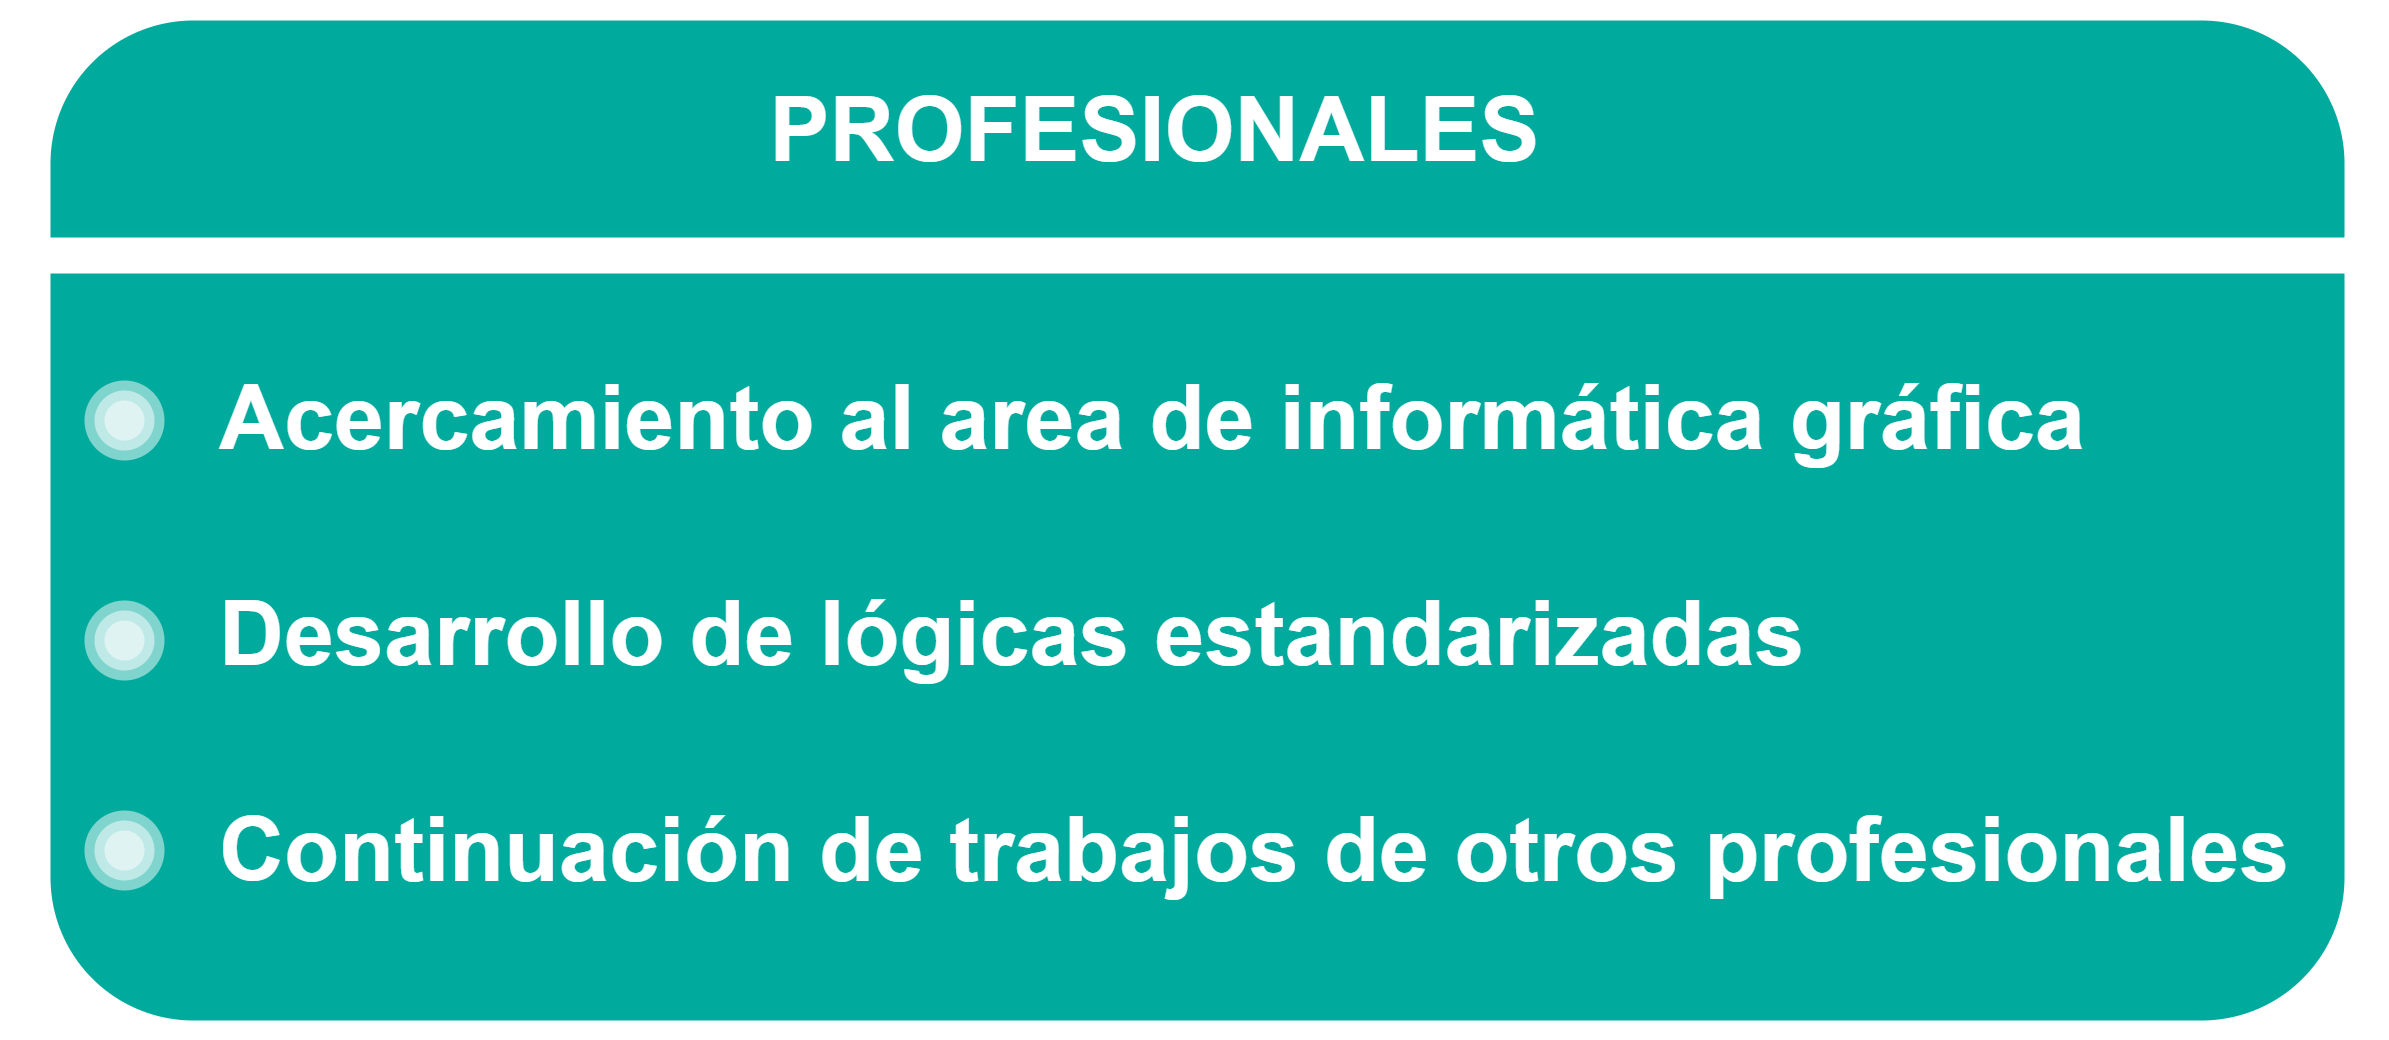 PROFESIONALES
Acercamiento al area de informática gráfica
Desarrollo de lógicas estandarizadas
Continuación de trabajos de otros profesionales